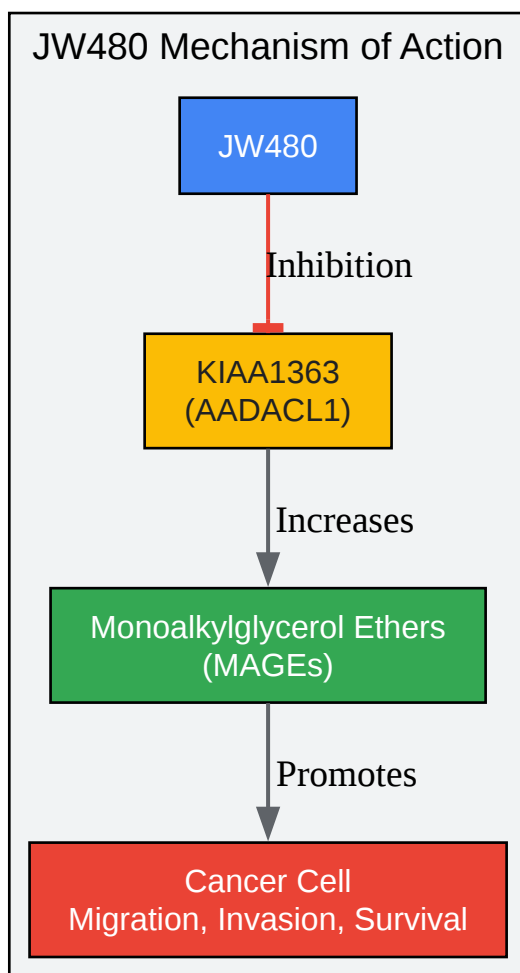 JW480 Mechanism of Action
JW480
Inhibition
KIAA1363
(AADACL1)
Increases
Monoalkylglycerol Ethers
(MAGEs)
Promotes
Cancer Cell
Migration, Invasion, Survival